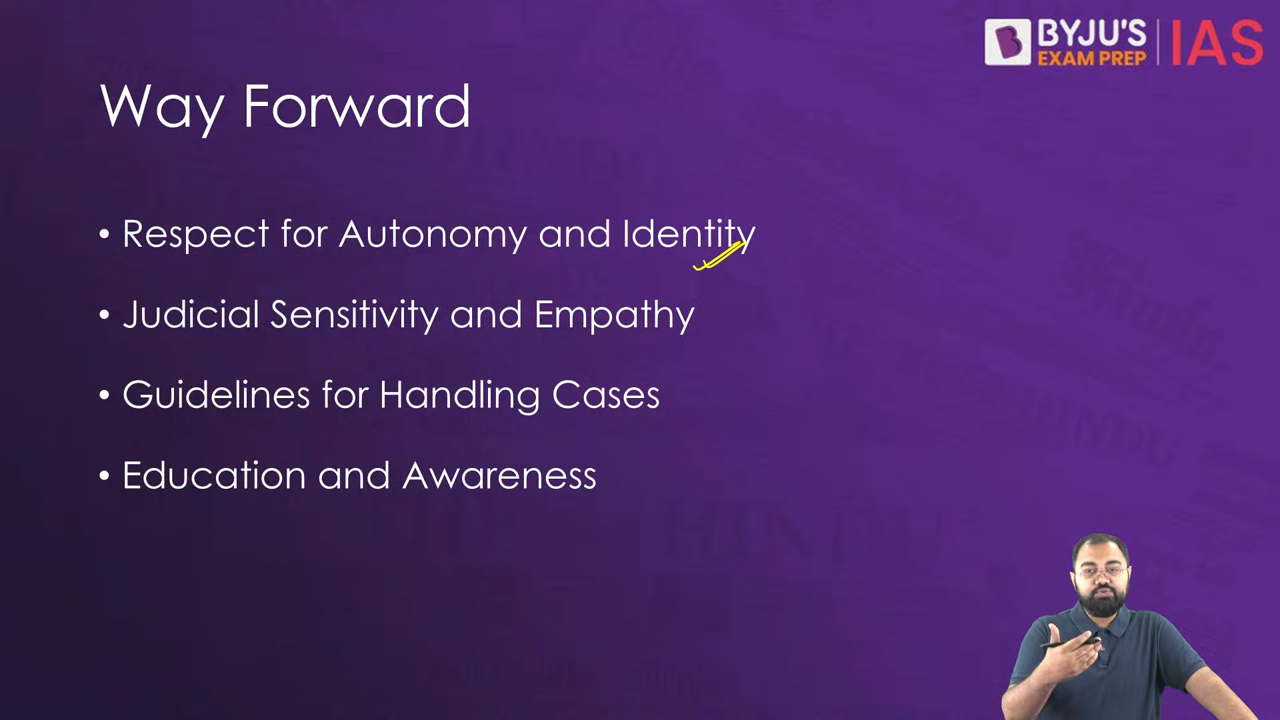 BYJU'S
EXAM PREP
IAS
Way Forward
• Respect for Autonomy and Identity
• Judicial Sensitivity and Empathy
• Guidelines for Handling Cases
• Education and Awareness